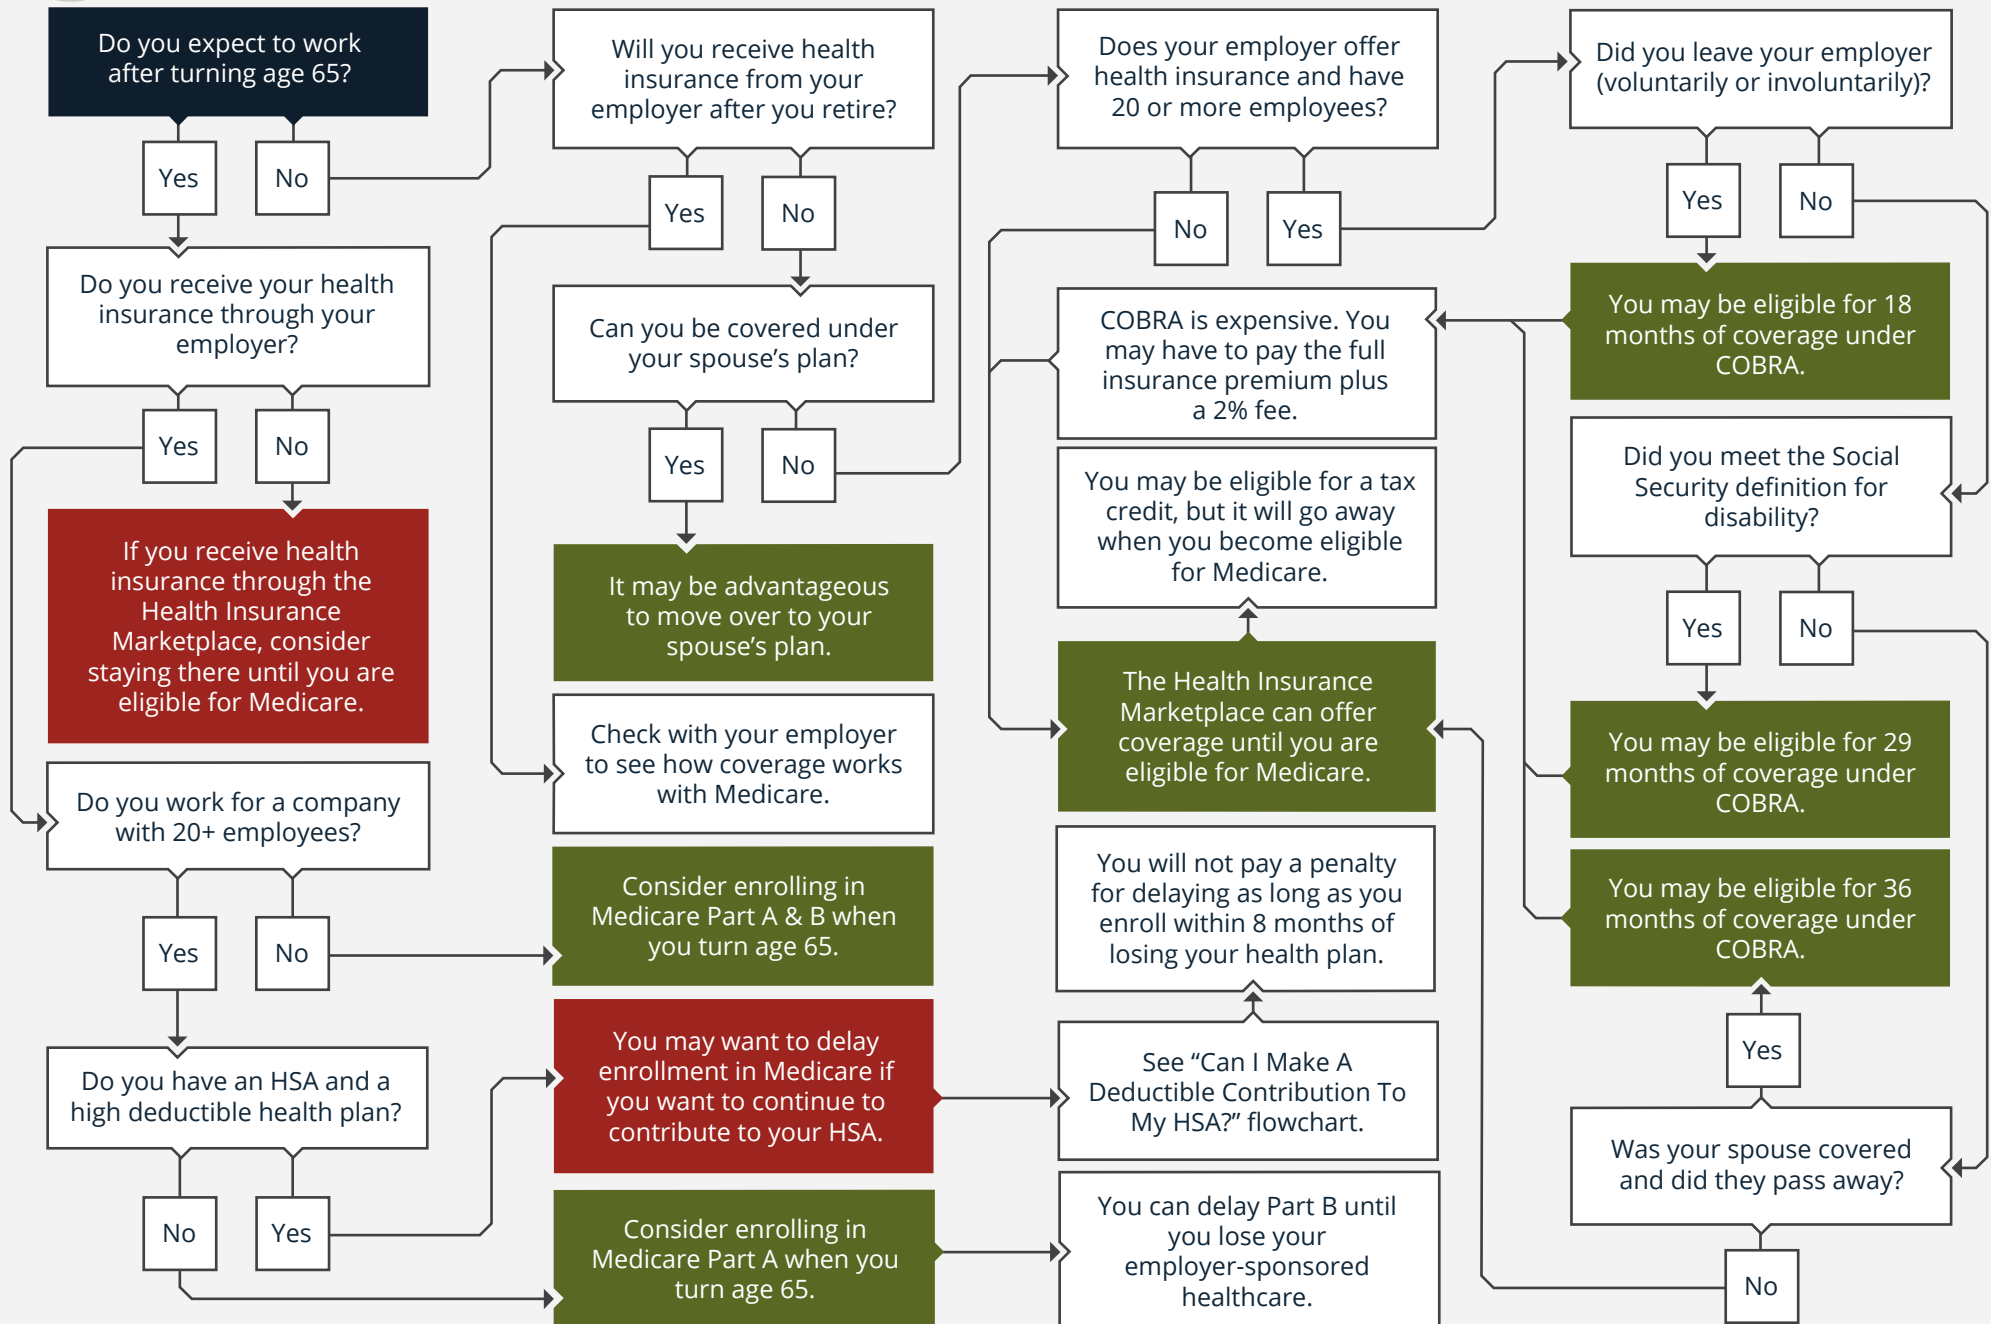 Do you expect to work
after turning age 65?
Yes
No
Do you receive your health
insurance through your
employer?
Yes
No
If you receive health
insurance through the
Health Insurance
Marketplace, consider
staying there until you are
eligible for Medicare.
Do you work for a company
with 20+ employees?
Yes
No
Do you have an HSA and a
high deductible health plan?
No
Yes
Will you receive health
insurance from your
employer after you retire?
Yes
No
Can you be covered under
your spouse’s plan?
Yes
No
It may be advantageous
to move over to your
spouse’s plan.
Check with your employer
to see how coverage works
with Medicare.
Consider enrolling in
Medicare Part A & B when
you turn age 65.
You may want to delay
enrollment in Medicare if
you want to continue to
contribute to your HSA.
Consider enrolling in
Medicare Part A when you
turn age 65.
Does your employer offer
health insurance and have
20 or more employees?
No
Yes
COBRA is expensive. You
may have to pay the full
insurance premium plus
a 2% fee.
You may be eligible for a tax
credit, but it will go away
when you become eligible
for Medicare.
The Health Insurance
Marketplace can offer
coverage until you are
eligible for Medicare.
You will not pay a penalty
for delaying as long as you
enroll within 8 months of
losing your health plan.
See “Can I Make A
Deductible Contribution To
My HSA?” flowchart.
You can delay Part B until
you lose your
employer-sponsored
healthcare.
Did you leave your employer
(voluntarily or involuntarily)?
Yes
No
You may be eligible for 18
months of coverage under
COBRA.
Did you meet the Social
Security definition for
disability?
Yes
No
You may be eligible for 29
months of coverage under
COBRA.
You may be eligible for 36
months of coverage under
COBRA.
Yes
Was your spouse covered
and did they pass away?
No